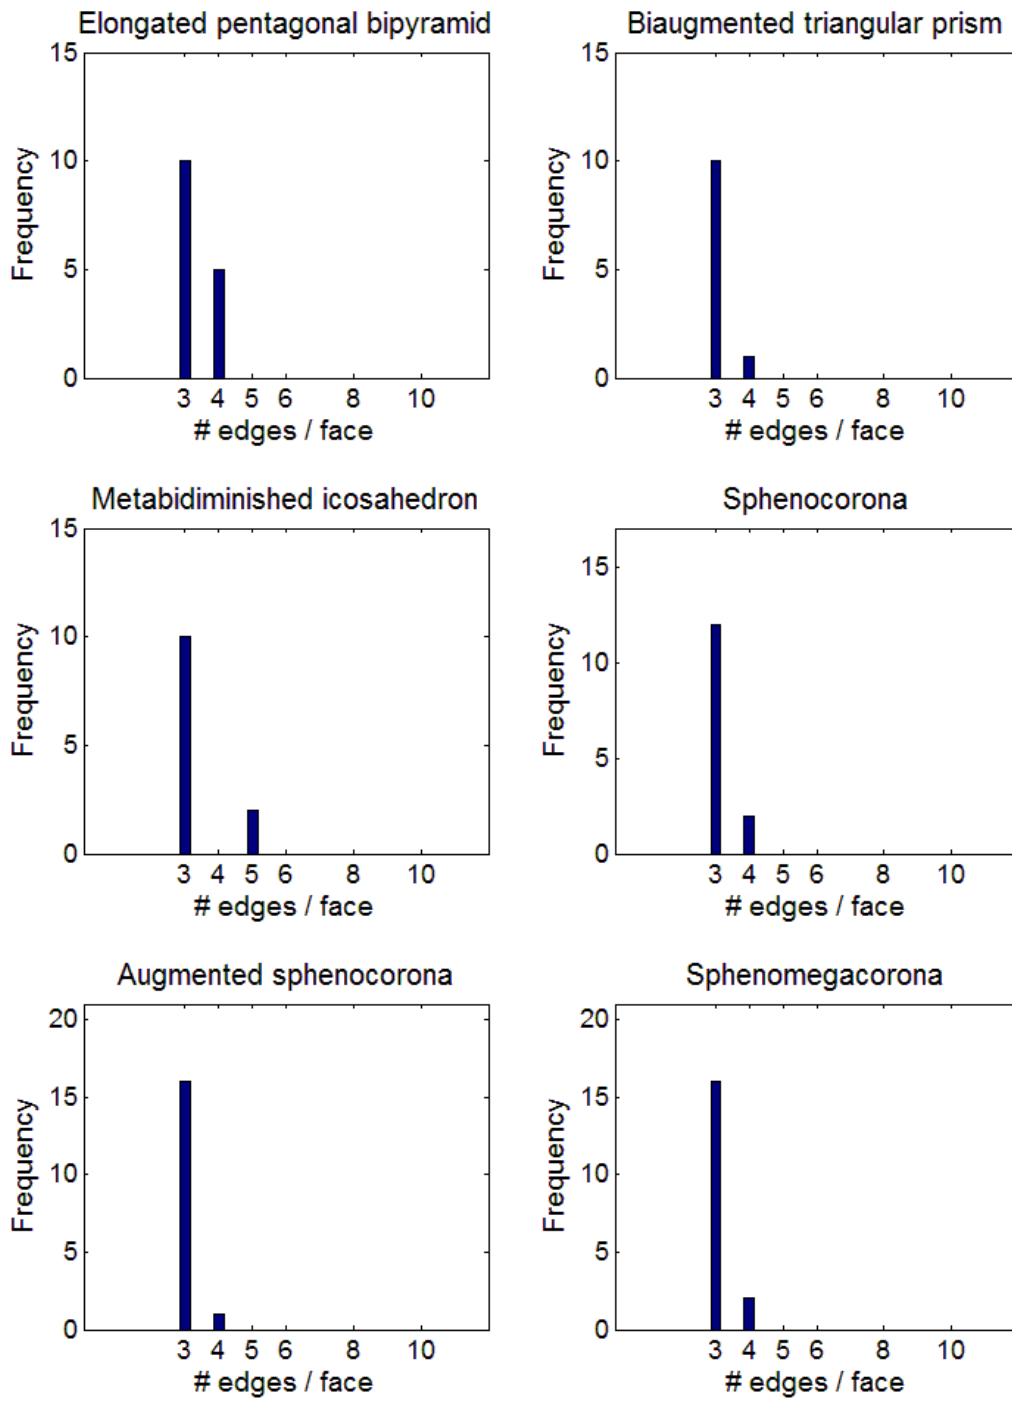 Elongated pentagonal bipyramid
15
10
5
0
Frequency
3 4 5 6 8 10
# edges / face
Biaugmented triangular prism
15
10
5
0
Frequency
3 4 5 6 8 10
# edges / face
Metabidiminished icosahedron
15
10
5
0
Frequency
3 4 5 6 8 10
# edges / face
Sphenocorona
15
10
5
0
Frequency
3 4 5 6 8 10
# edges / face
Augmented sphenocorona
20
15
10
5
0
Frequency
3 4 5 6 8 10
# edges / face
Sphenomegacorona
20
15
10
5
0
Frequency
3 4 5 6 8 10
# edges / face